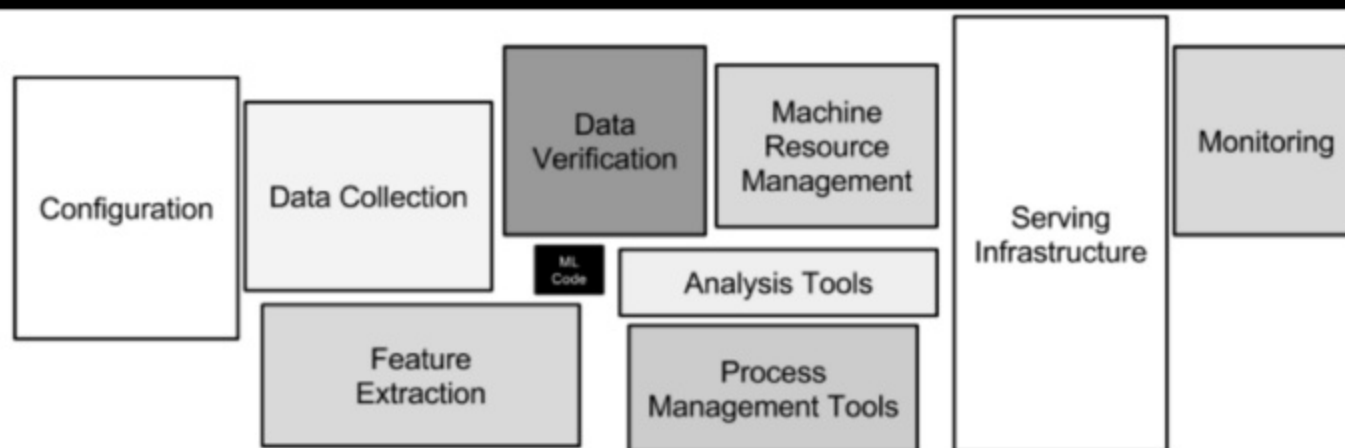 Configuration
Data Collection
Data
Verification
Machine
Resource
Management
Monitoring
Serving
Infrastructure
ML
Code
Analysis Tools
Feature
Extraction
Process
Management Tools